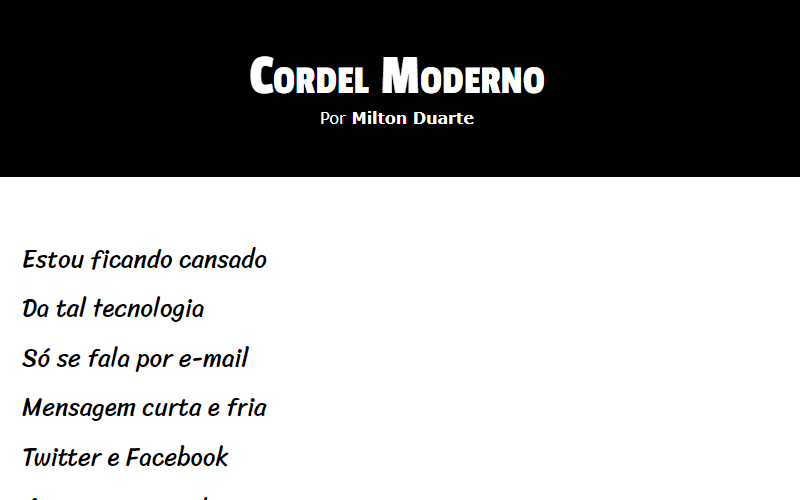 Cordel Moderno
Por Milton Duarte
Estou ficando cansado
Da tal tecnologia
Só se fala por e-mail
Mensagem curta e fria
Twitter e Facebook